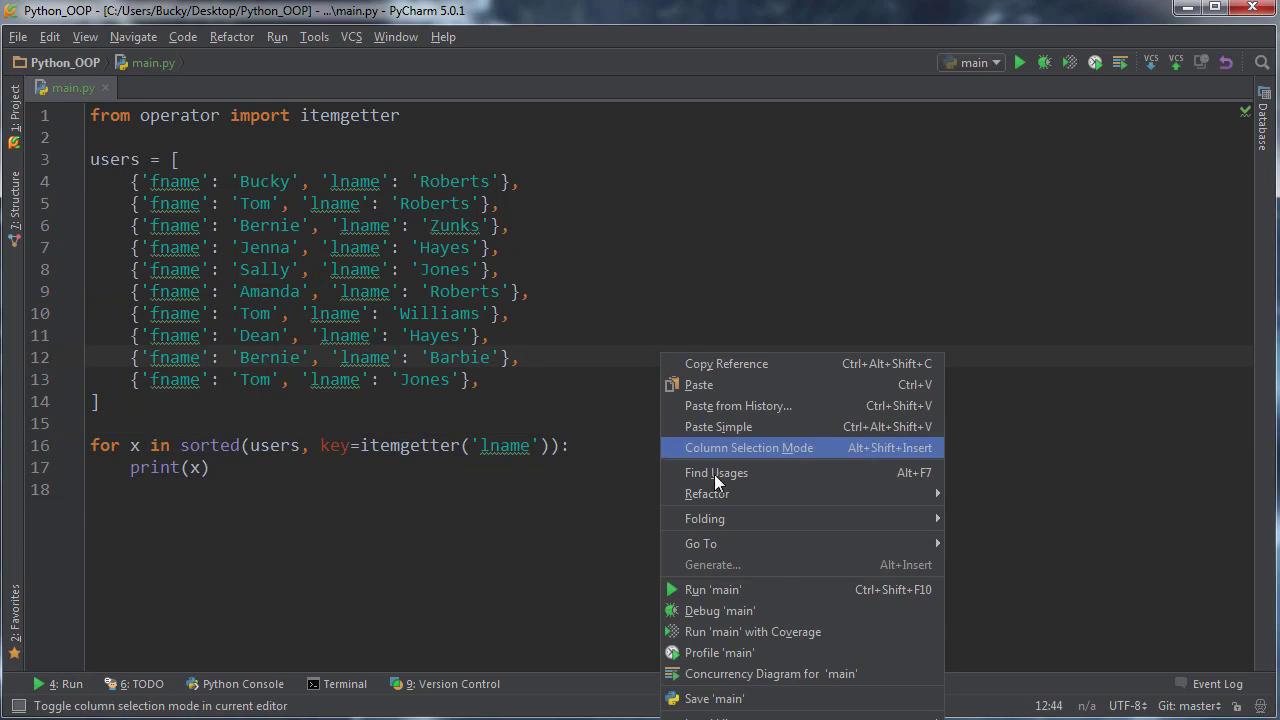 Python_OOP - [C:/Users/Bucky/Desktop/Python_OOP] - ...\main.py - PyCharm 5.0.1
File Edit View Navigate Code Refactor Run Tools VCS Window Help
Python_OOP main.py main VCS VCS
main.py
1 from operator import itemgetter
2
3 users = [
4 {'fname': 'Bucky', 'lname': 'Roberts'},
5 {'fname': 'Tom', 'lname': 'Roberts'},
6 {'fname': 'Bernie', 'lname': 'Zunks'},
7 {'fname': 'Jenna', 'lname': 'Hayes'},
8 {'fname': 'Sally', 'lname': 'Jones'},
9 {'fname': 'Amanda', 'lname': 'Roberts'},
10 {'fname': 'Tom', 'lname': 'Williams'},
11 {'fname': 'Dean', 'lname': 'Hayes'},
12 {'fname': 'Bernie', 'lname': 'Barbie'},
13 {'fname': 'Tom', 'lname': 'Jones'},
14 ]
15
16 for x in sorted(users, key=itemgetter('lname')):
17 print(x)
18
1: Project
7: Structure
2: Favorites
Database
Copy Reference Ctrl+Alt+Shift+C
Paste Ctrl+V
Paste from History... Ctrl+Shift+V
Paste Simple Ctrl+Alt+Shift+V
Column Selection Mode Alt+Shift+Insert
Find Usages Alt+F7
Refactor
Folding
Go To
Generate... Alt+Insert
Run 'main' Ctrl+Shift+F10
Debug 'main'
Run 'main' with Coverage
Profile 'main'
Concurrency Diagram for 'main'
Save 'main'
4: Run 6: TODO Python Console Terminal 9: Version Control Event Log
Toggle column selection mode in current editor 12:44 n/a UTF-8 Git: master